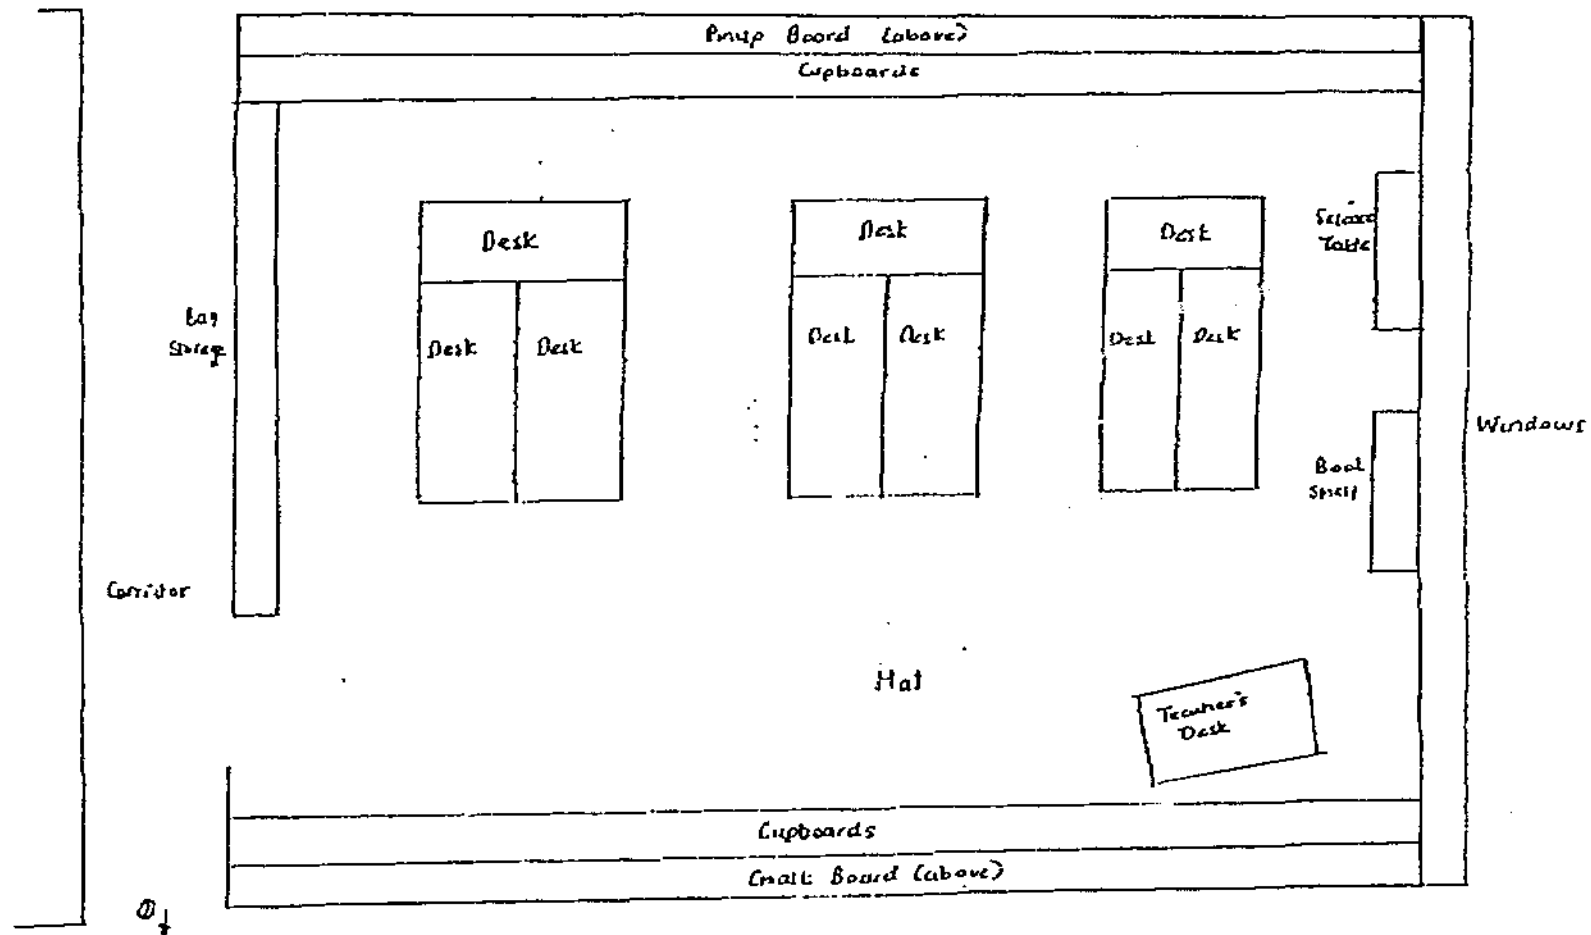 Pinup Board (above)
Cupboards
Desk
Desk
Desk
Science
Table
Bag
Storage
Desk
Desk
Desk
Desk
Desk
Desk
Windows
Book
Shelf
Corridor
Mat
Teacher's
Desk
Cupboards
Chalk Board (above)